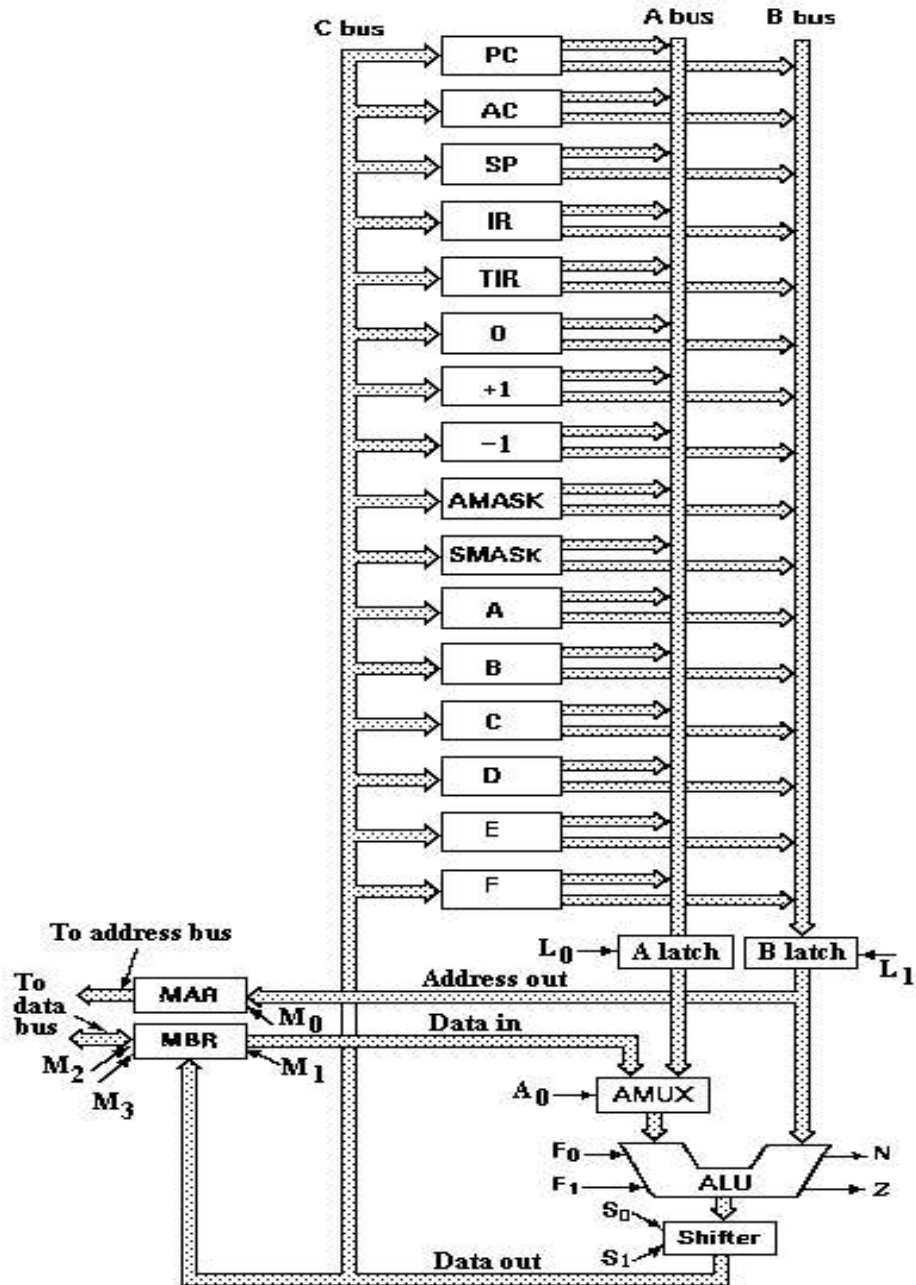 C bus
A bus
B bus
PC
AC
SP
IR
TIR
0
+1
−1
AMASK
SMASK
A
B
C
D
E
F
To address bus
L0
A latch
B latch
L1
To data bus
MAR
M0
Address out
MBR
M1
Data in
M2
M3
A0
AMUX
F0
F1
ALU
N
Z
S0
S1
Shifter
Data out